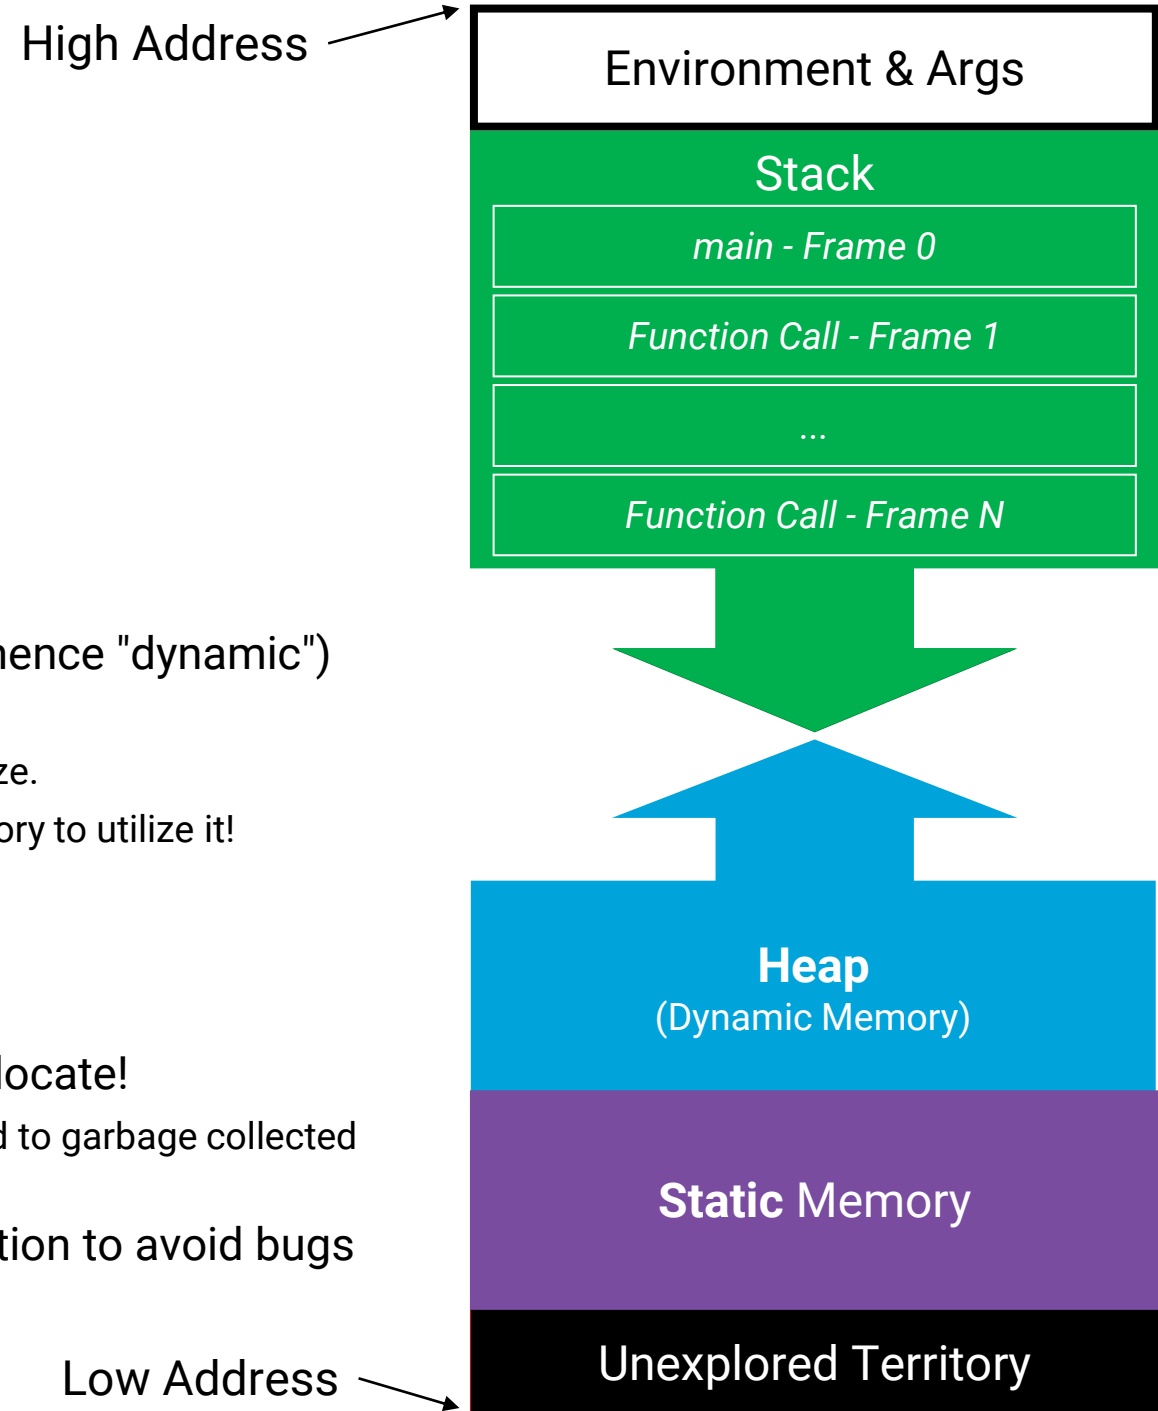 High Address
Environment & Args
Stack
main - Frame 0
Function Call - Frame 1
...
Function Call - Frame N
hence "dynamic")
ze.
ory to utilize it!
Heap
(Dynamic Memory)
locate!
d to garbage collected
Static Memory
tion to avoid bugs
Unexplored Territory
Low Address